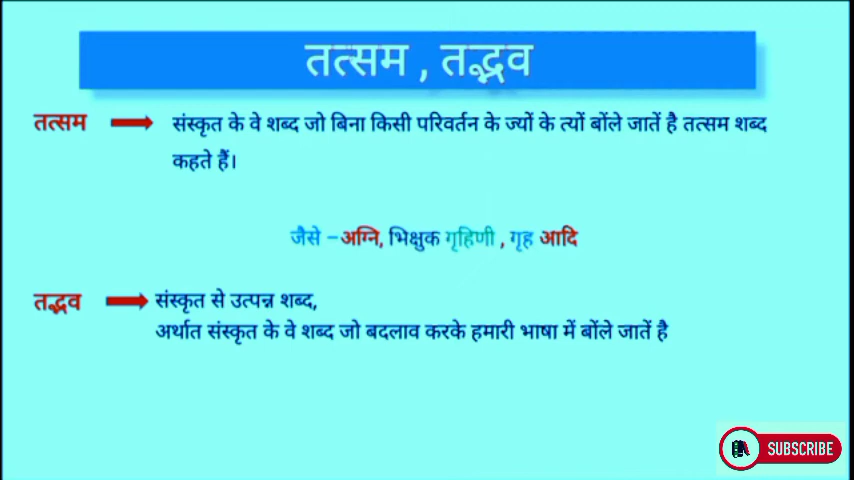 तत्सम , तद्भव
तत्सम संस्कृत के वे शब्द जो बिना किसी परिवर्तन के ज्यों के त्यों बोंले जातें है तत्सम शब्द
कहते हैं।
जैसे – अग्नि, भिक्षुक गृहिणी , गृह आदि
तद्भव संस्कृत से उत्पन्न शब्द,
अर्थात संस्कृत के वे शब्द जो बदलाव करके हमारी भाषा में बोंले जातें है
SUBSCRIBE